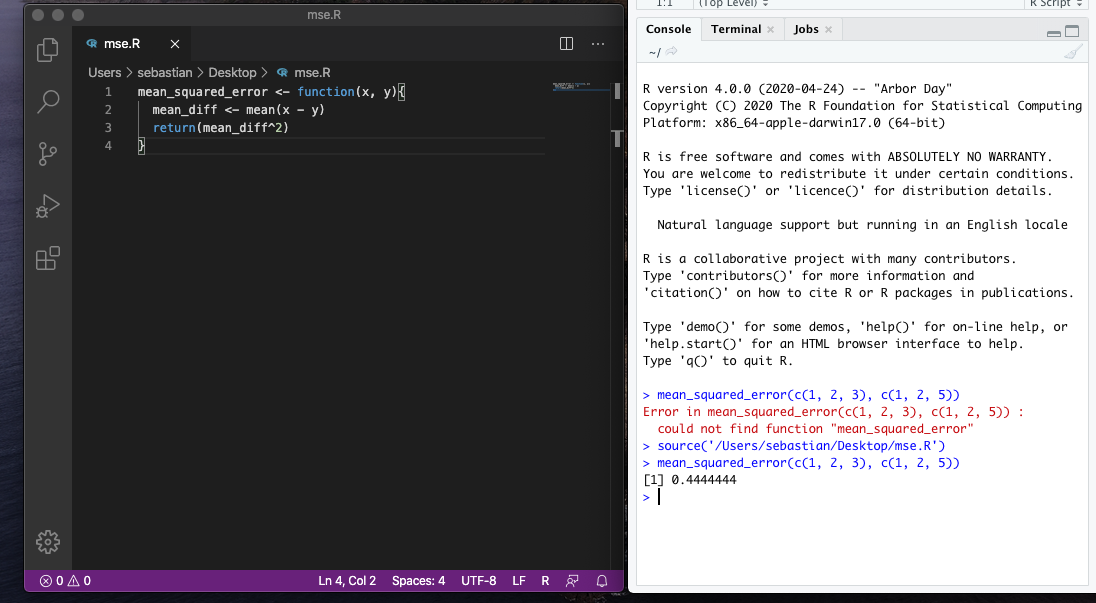 mse.R
mse.R
Users > sebastian > Desktop > mse.R
1 mean_squared_error <- function(x, y){
2   mean_diff <- mean(x - y)
3   return(mean_diff^2)
4 }
0 0
Ln 4, Col 2 Spaces: 4 UTF-8 LF R
1:1 (Top Level) R Script
Console Terminal Jobs
~/
R version 4.0.0 (2020-04-24) -- "Arbor Day"
Copyright (C) 2020 The R Foundation for Statistical Computing
Platform: x86_64-apple-darwin17.0 (64-bit)
R is free software and comes with ABSOLUTELY NO WARRANTY.
You are welcome to redistribute it under certain conditions.
Type 'license()' or 'licence()' for distribution details.
  Natural language support but running in an English locale
R is a collaborative project with many contributors.
Type 'contributors()' for more information and
'citation()' on how to cite R or R packages in publications.
Type 'demo()' for some demos, 'help()' for on-line help, or
'help.start()' for an HTML browser interface to help.
Type 'q()' to quit R.
> mean_squared_error(c(1, 2, 3), c(1, 2, 5))
Error in mean_squared_error(c(1, 2, 3), c(1, 2, 5)) :
  could not find function "mean_squared_error"
> source('/Users/sebastian/Desktop/mse.R')
> mean_squared_error(c(1, 2, 3), c(1, 2, 5))
[1] 0.4444444
>